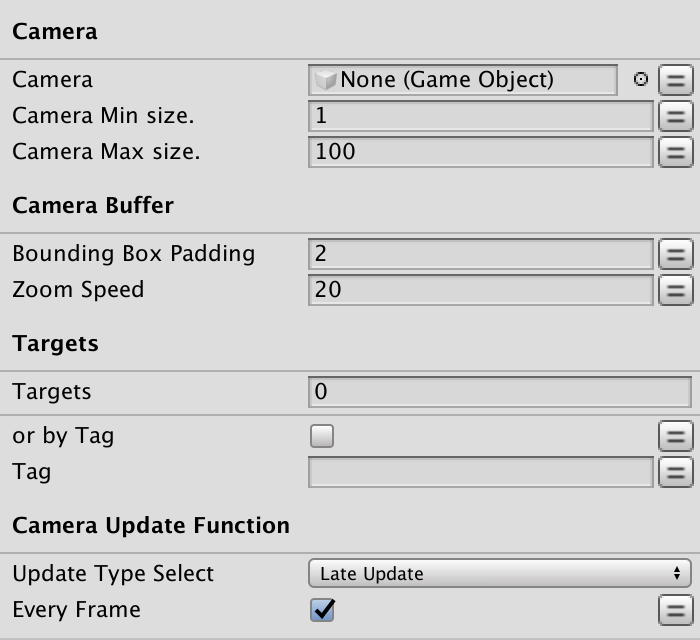 Camera
Camera None (Game Object)
Camera Min size. 1
Camera Max size. 100
Camera Buffer
Bounding Box Padding 2
Zoom Speed 20
Targets
Targets 0
or by Tag
Tag
Camera Update Function
Update Type Select Late Update
Every Frame